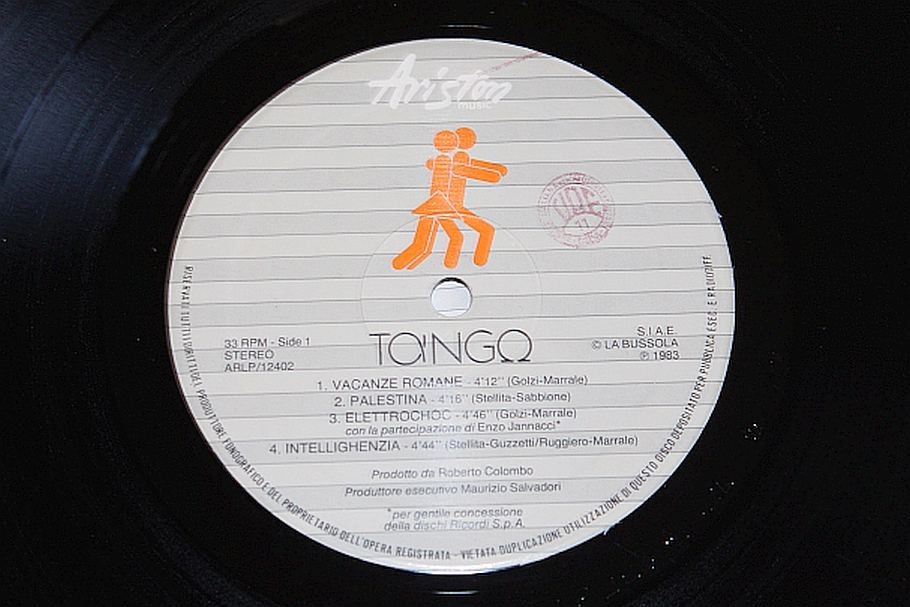 Ariston
music
TANGO
33 RPM - Side 1
STEREO
ARLP/12402
S.I.A.E.
© LA BUSSOLA
℗ 1983
1. VACANZE ROMANE - 4'12'' (Golzi-Marrale)
2. PALESTINA - 4'16'' (Stellita-Sabbione)
3. ELETTROCHOC - 4'46'' (Golzi-Marrale)
con la partecipazione di Enzo Jannacci*
4. INTELLIGHENZIA - 4'44'' (Stellita-Guzzetti/Ruggiero-Marrale)
Prodotto da Roberto Colombo
Produttore esecutivo Maurizio Salvadori
*per gentile concessione
della dischi Ricordi S.p.A.
RISERVATI TUTTI I DIRITTI DEL PRODUTTORE FONOGRAFICO E DEL PROPRIETARIO DELL'OPERA REGISTRATA - VIETATA DUPLICAZIONE UTILIZZAZIONE DI QUESTO DISCO DEPOSITATO PER PUBBLICA ESEC. E RADIODIFF.